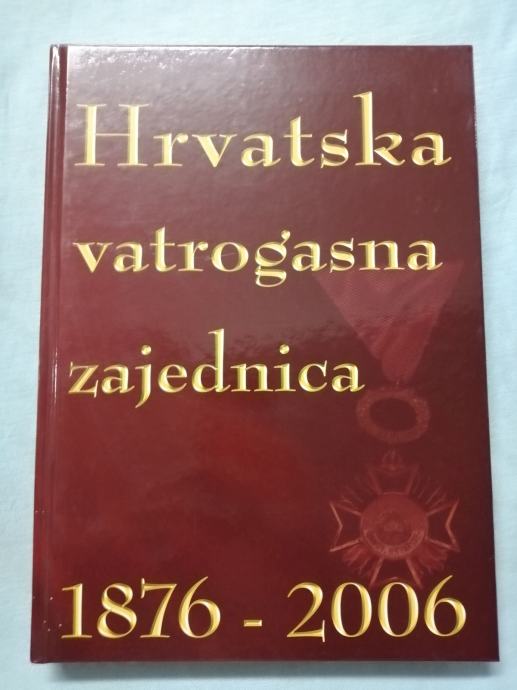 Hrvatska
vatrogasna
zajednica
1876 - 2006